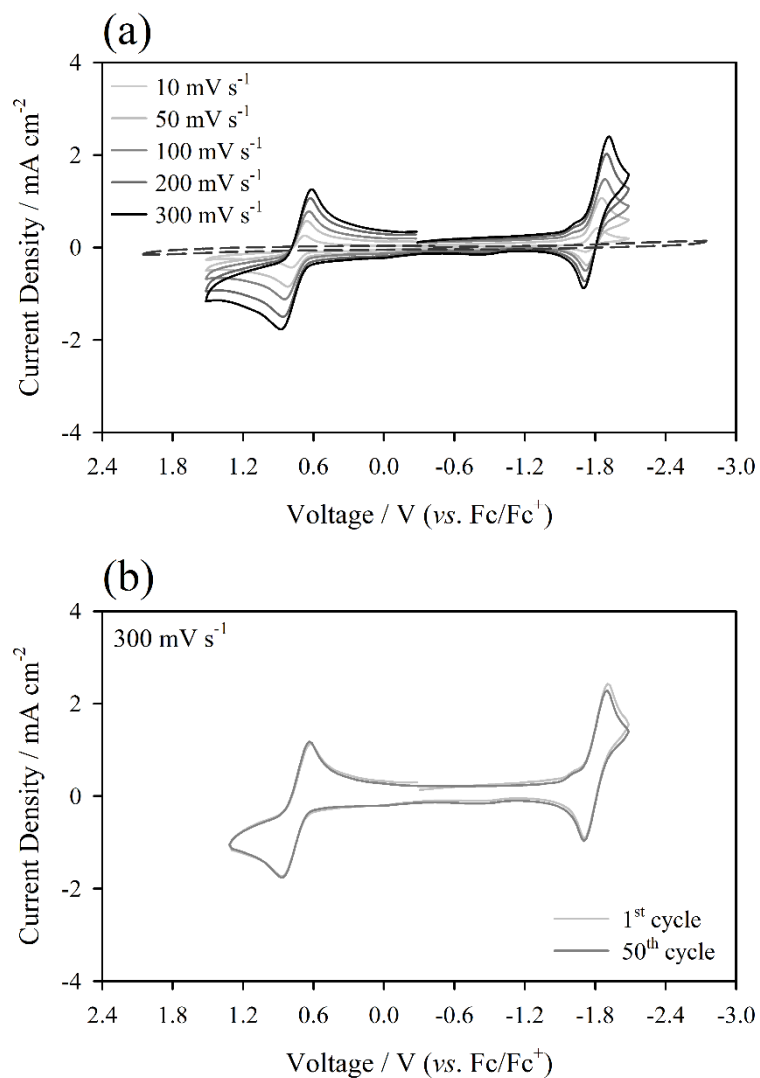 (a)
4
2
0
-2
-4
Current Density / mA cm⁻²
10 mV s⁻¹
50 mV s⁻¹
100 mV s⁻¹
200 mV s⁻¹
300 mV s⁻¹
2.4 1.8 1.2 0.6 0.0 -0.6 -1.2 -1.8 -2.4 -3.0
Voltage / V (vs. Fc/Fc⁺)
(b)
4
2
0
-2
-4
Current Density / mA cm⁻²
300 mV s⁻¹
1ˢᵗ cycle
50ᵗʰ cycle
2.4 1.8 1.2 0.6 0.0 -0.6 -1.2 -1.8 -2.4 -3.0
Voltage / V (vs. Fc/Fc⁺)